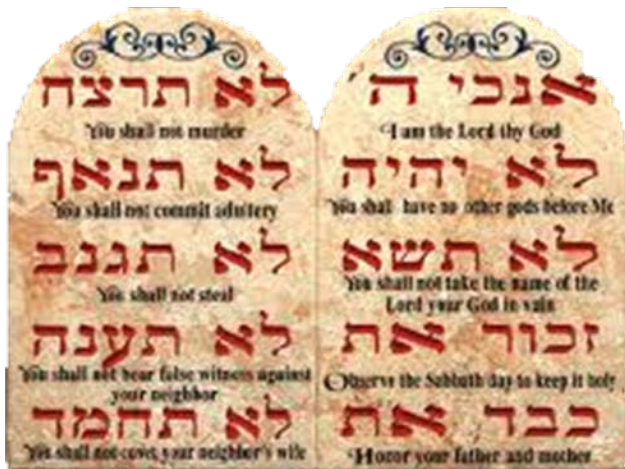 אנכי ה'
I am the Lord thy God
לא יהיה
You shall have no other gods before Me
לא תשא
You shall not take the name of the
Lord your God in vain
זכור את
Observe the Sabbath day to keep it holy
כבד את
Honor your father and mother
לא תרצח
You shall not murder
לא תנאף
You shall not commit adultery
לא תגנב
You shall not steal
לא תענה
You shall not bear false witness against
your neighbor
לא תחמד
You shall not covet your neighbor's wife